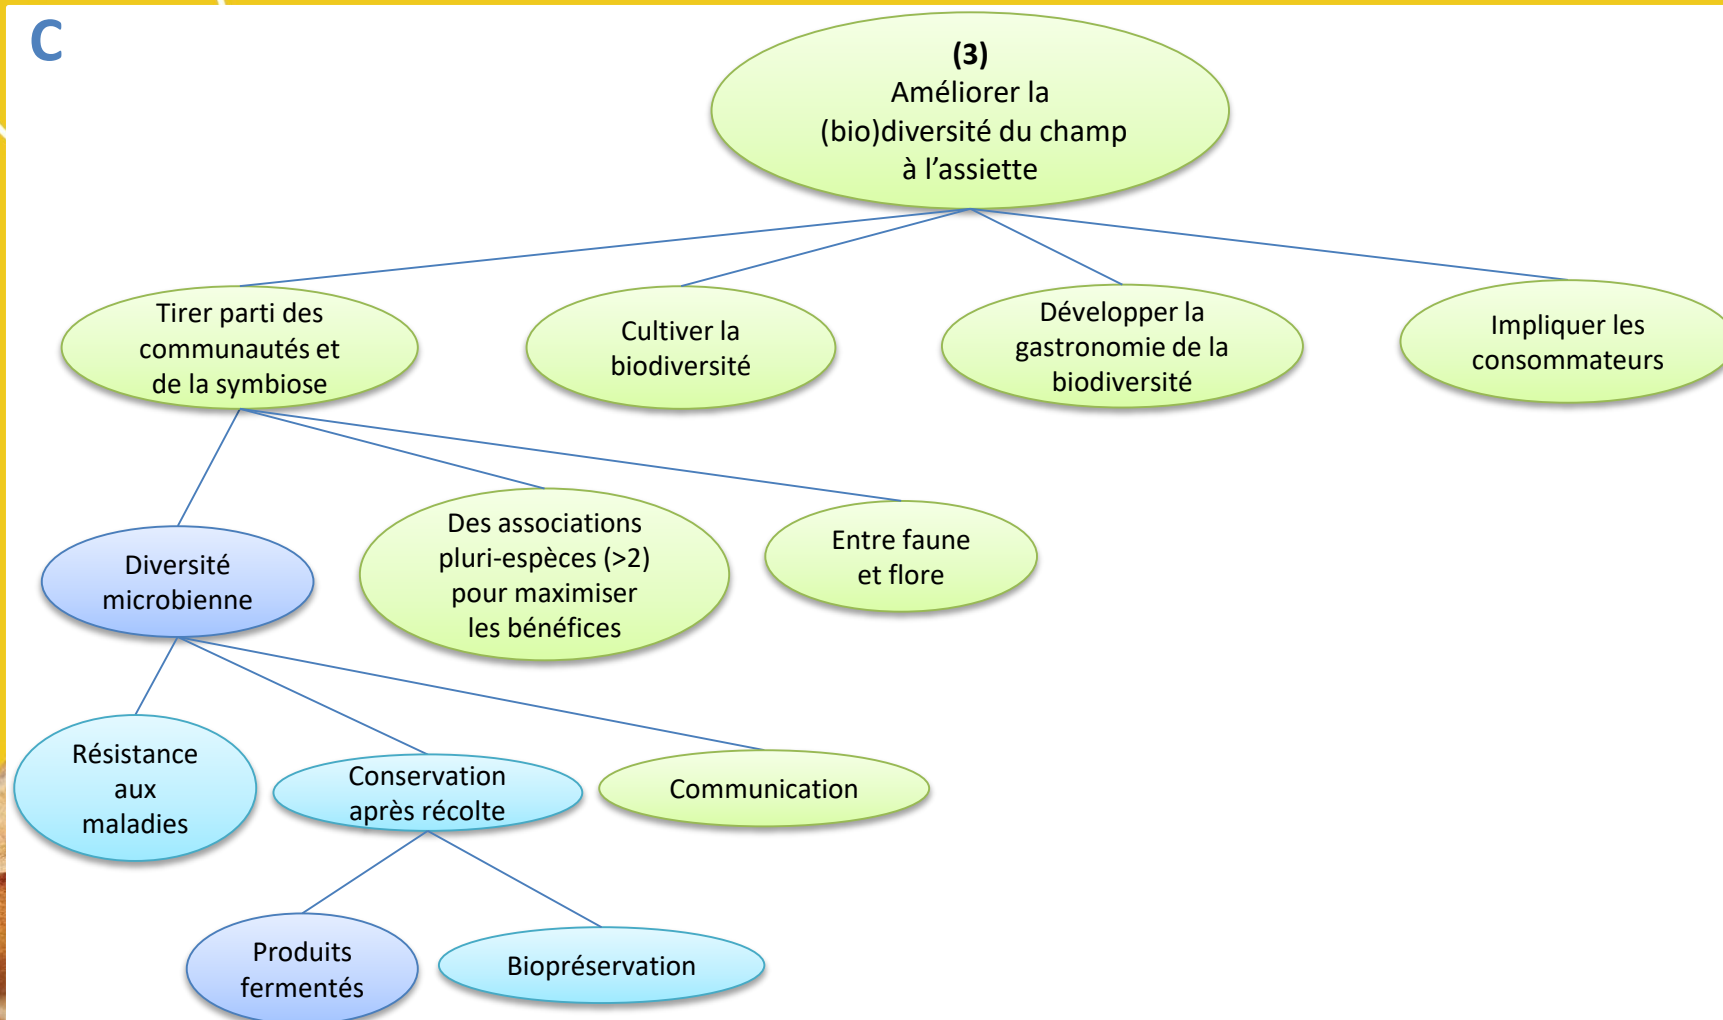 C
(3)
Améliorer la
(bio)diversité du champ
à l’assiette
Tirer parti des
communautés et
de la symbiose
Cultiver la
biodiversité
Développer la
gastronomie de la
biodiversité
Impliquer les
consommateurs
Diversité
microbienne
Des associations
pluri-espèces (>2)
pour maximiser
les bénéfices
Entre faune
et flore
Résistance
aux
maladies
Conservation
après récolte
Communication
Produits
fermentés
Biopréservation